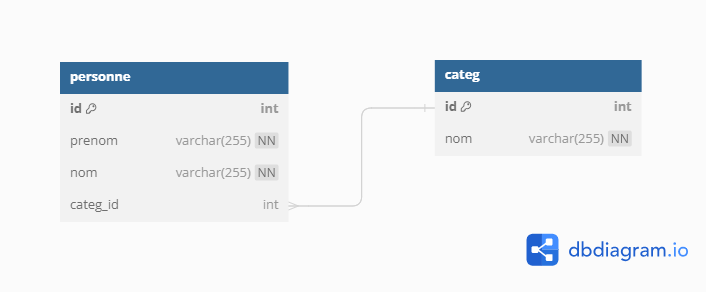 personne
id int
prenom varchar(255) NN
nom varchar(255) NN
categ_id int
categ
id int
nom varchar(255) NN
dbdiagram.io